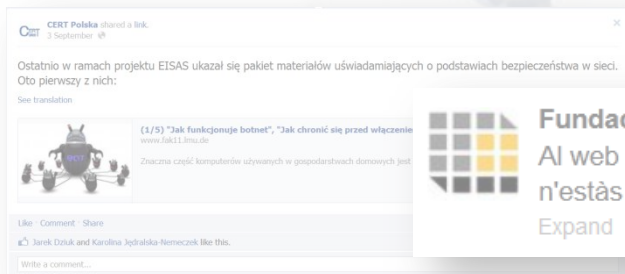 CERT Polska shared a link.
3 September
Ostatnio w ramach projektu EISAS ukazał się pakiet materiałów uświadamiających o podstawiach bezpieczeństwa w sieci.
Oto pierwszy z nich:
See translation
(1/5) "Jak funkcjonuje botnet", "Jak chronić się przed włączenie
www.fak11.lmu.de
Znaczna część komputerów używanych w gospodarstwach domowych jest
BOT
Like · Comment · Share
Jarek Dziuk and Karolina Jędralska-Nemeczek like this.
Write a comment...
Fundac
Al web
n'estàs
Expand